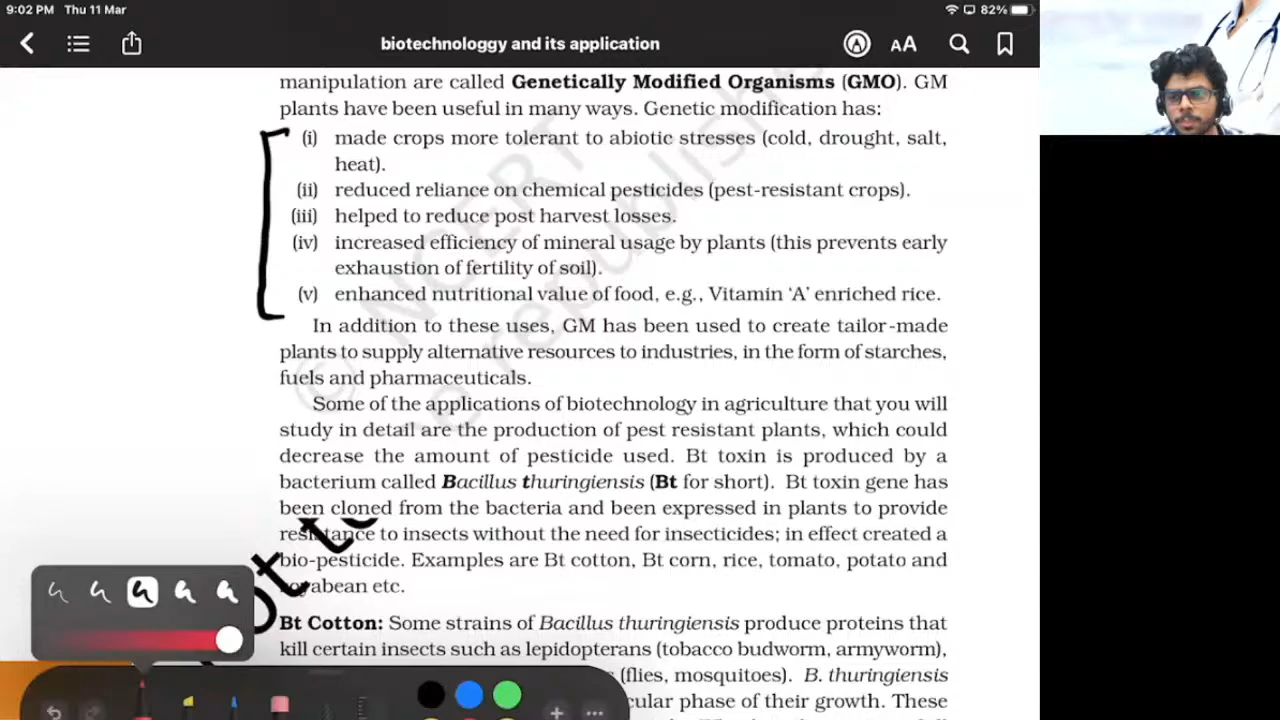 9:02 PM Thu 11 Mar 82%
biotechnologgy and its application
AA
manipulation are called Genetically Modified Organisms (GMO). GM
plants have been useful in many ways. Genetic modification has:
(i) made crops more tolerant to abiotic stresses (cold, drought, salt,
heat).
(ii) reduced reliance on chemical pesticides (pest-resistant crops).
(iii) helped to reduce post harvest losses.
(iv) increased efficiency of mineral usage by plants (this prevents early
exhaustion of fertility of soil).
(v) enhanced nutritional value of food, e.g., Vitamin ‘A’ enriched rice.
In addition to these uses, GM has been used to create tailor-made
plants to supply alternative resources to industries, in the form of starches,
fuels and pharmaceuticals.
Some of the applications of biotechnology in agriculture that you will
study in detail are the production of pest resistant plants, which could
decrease the amount of pesticide used. Bt toxin is produced by a
bacterium called Bacillus thuringiensis (Bt for short). Bt toxin gene has
been cloned from the bacteria and been expressed in plants to provide
resistance to insects without the need for insecticides; in effect created a
bio-pesticide. Examples are Bt cotton, Bt corn, rice, tomato, potato and
soyabean etc.
Bt Cotton: Some strains of Bacillus thuringiensis produce proteins that
kill certain insects such as lepidopterans (tobacco budworm, armyworm),
(flies, mosquitoes). B. thuringiensis
cular phase of their growth. These
© NCERT
republished